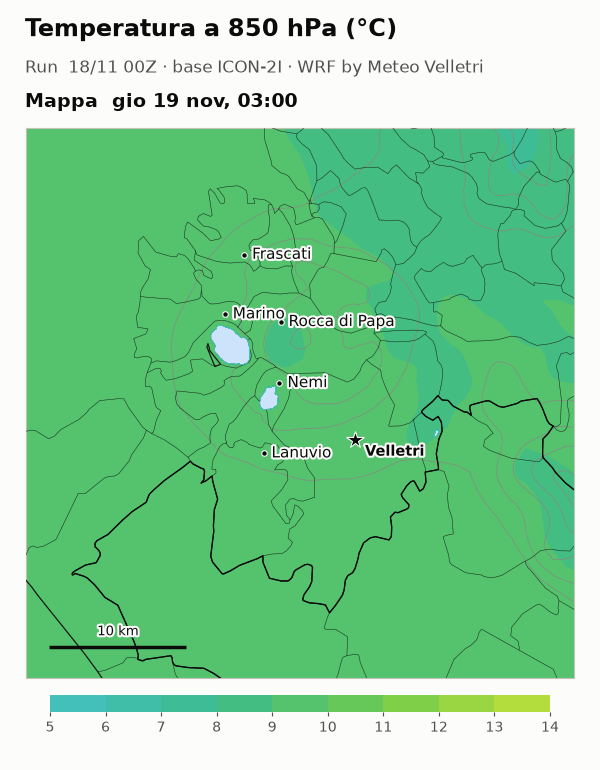 Temperatura a 850 hPa (°C)
Run  18/11 00Z · base ICON-2I · WRF by Meteo Velletri
Mappa  gio 19 nov, 03:00
Frascati
Marino
Rocca di Papa
Nemi
Velletri
Lanuvio
10 km
5 6 7 8 9 10 11 12 13 14